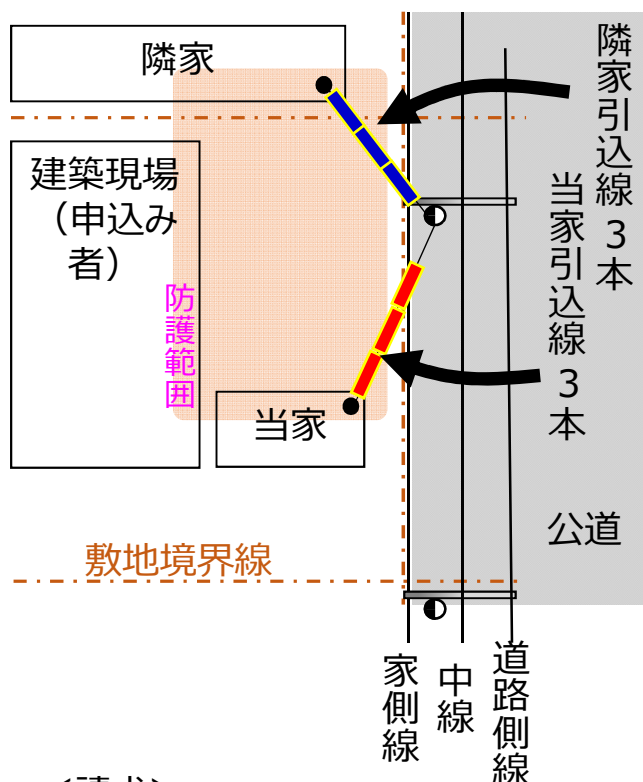 隣家
建築現場
（申込み
者）
防護範囲
当家
隣家引込線３本
当家引込線３本
公道
敷地境界線
家側線
中線
道路側線